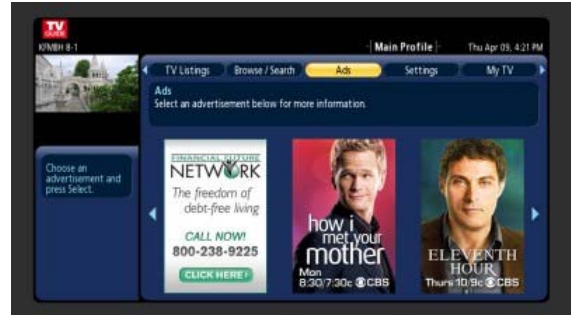 TV
GUIDE
KFMBH 8-1
Main Profile
Thu Apr 09, 4:21 PM
TV Listings
Browse / Search
Ads
Settings
My TV
Ads
Select an advertisement below for more information.
Choose an
advertisement and
press Select.
FINANCIAL FUTURE
NETWORK
The freedom of
debt-free living
CALL NOW!
800-238-9225
CLICK HERE
how i
met your
mother
Mon
8:30/7:30c CBS
ELEVENTH
HOUR
Thurs 10/9c CBS